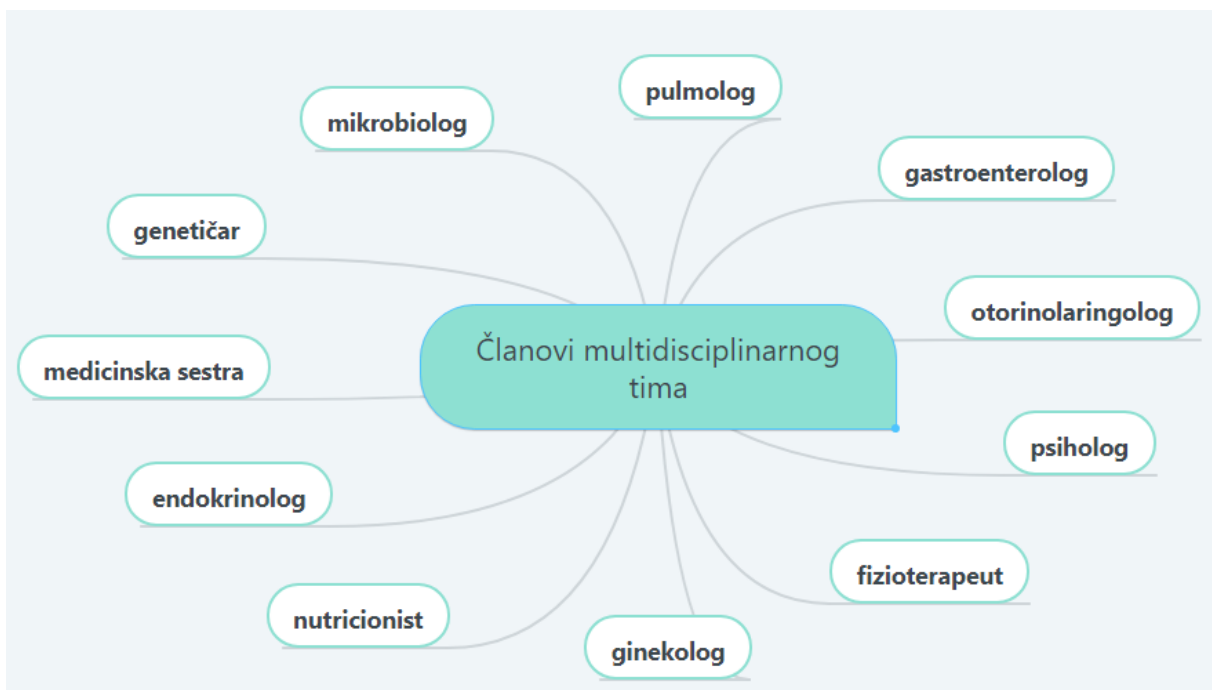 pulmolog
mikrobiolog
gastroenterolog
genetičar
otorinolaringolog
Članovi multidisciplinarnog
tima
medicinska sestra
psiholog
endokrinolog
fizioterapeut
nutricionist
ginekolog